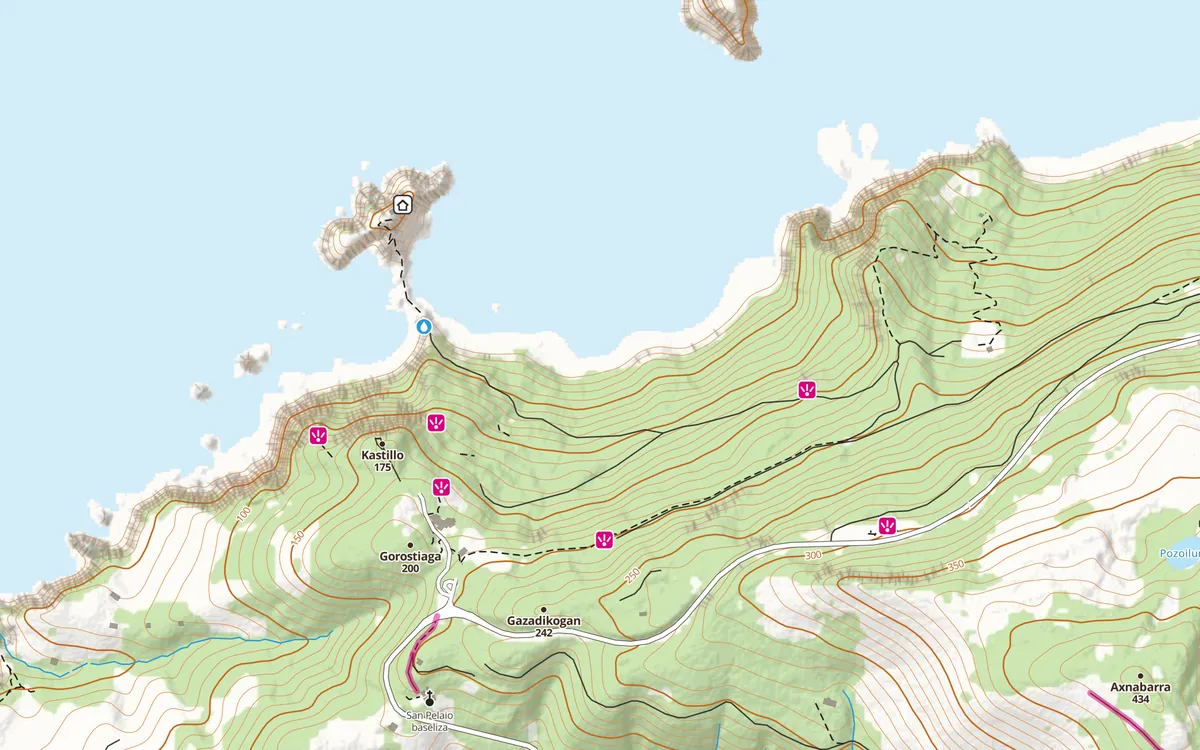 Kastillo
175
100
150
Gorostiaga
200
300
350
Pozoilun
250
Gazadikogan
242
Axnabarra
434
San Pelaio
baseliza